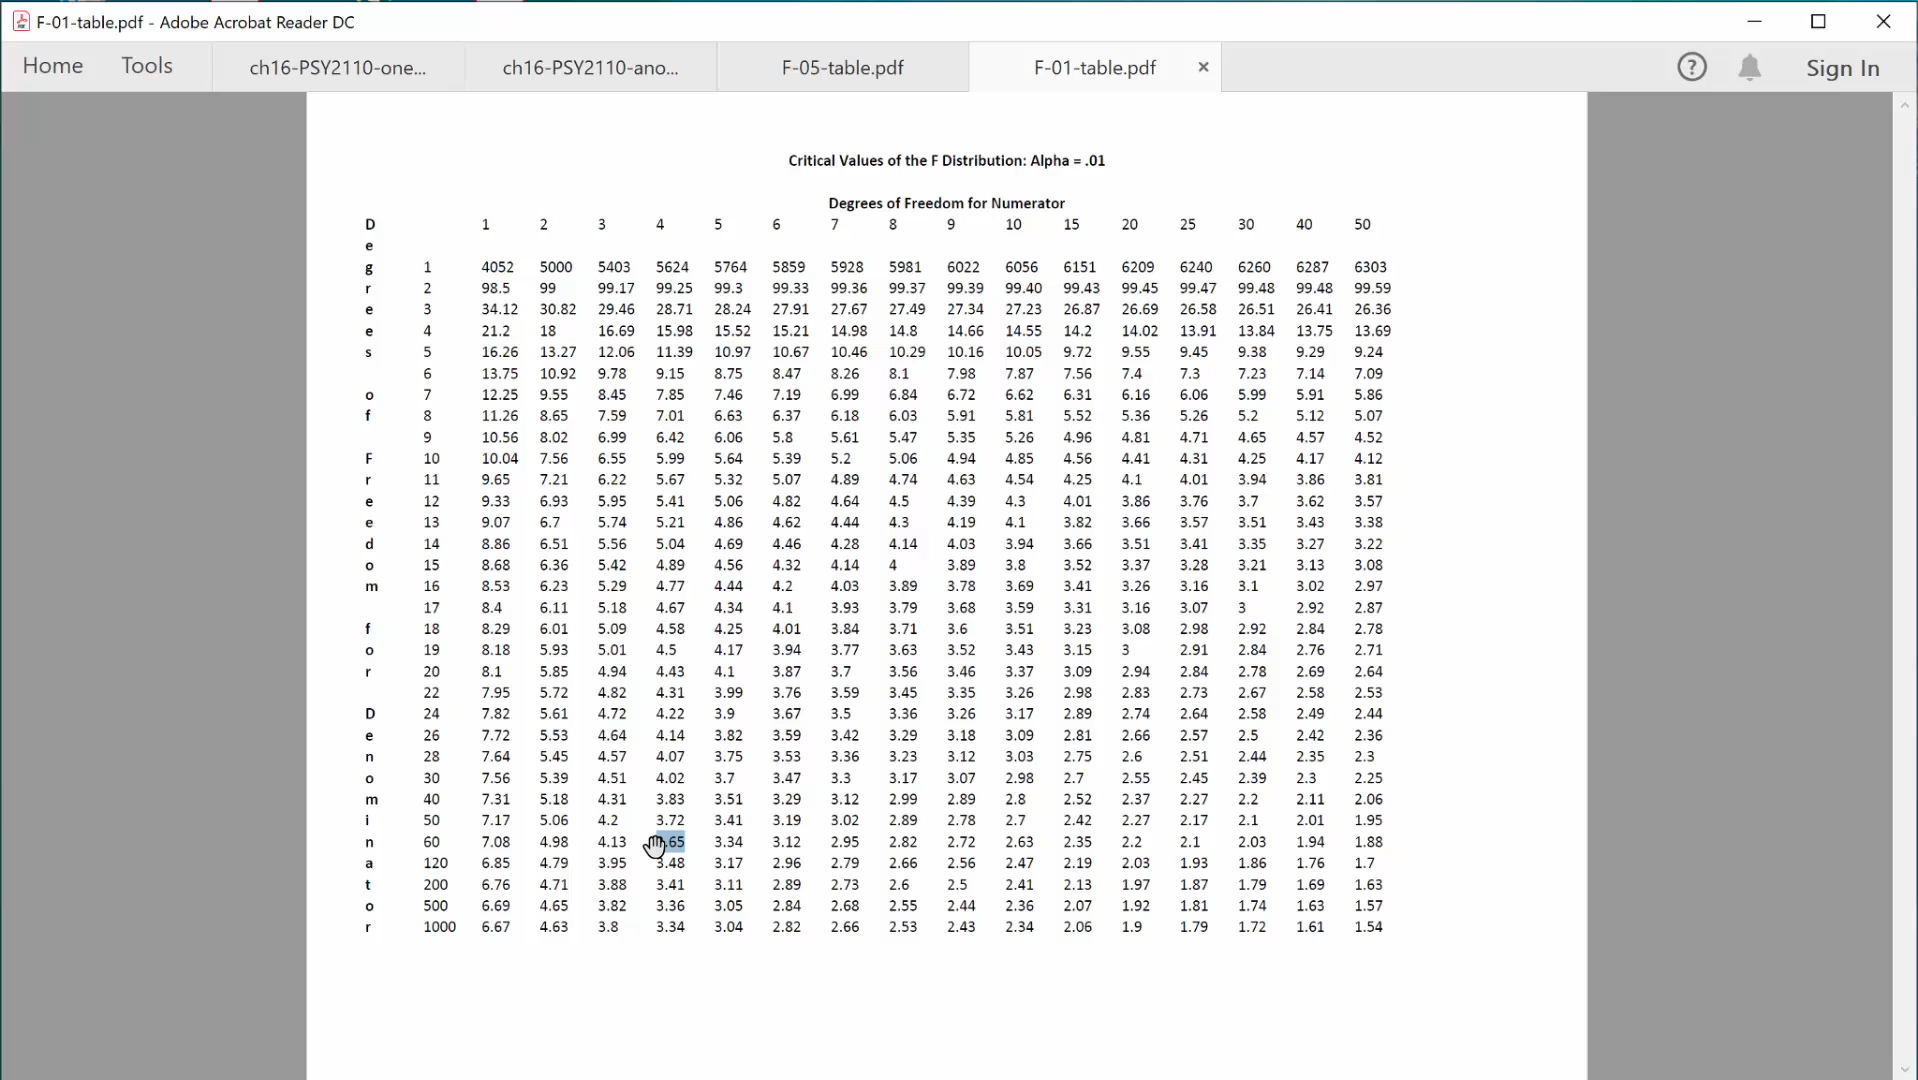 F-01-table.pdf - Adobe Acrobat Reader DC
Home Tools ch16-PSY2110-one... ch16-PSY2110-ano... F-05-table.pdf F-01-table.pdf × ? Sign In
Critical Values of the F Distribution: Alpha = .01
Degrees of Freedom for Numerator
D 1 2 3 4 5 6 7 8 9 10 15 20 25 30 40 50
e
g 1 4052 5000 5403 5624 5764 5859 5928 5981 6022 6056 6151 6209 6240 6260 6287 6303
r 2 98.5 99 99.17 99.25 99.3 99.33 99.36 99.37 99.39 99.40 99.43 99.45 99.47 99.48 99.48 99.59
e 3 34.12 30.82 29.46 28.71 28.24 27.91 27.67 27.49 27.34 27.23 26.87 26.69 26.58 26.51 26.41 26.36
e 4 21.2 18 16.69 15.98 15.52 15.21 14.98 14.8 14.66 14.55 14.2 14.02 13.91 13.84 13.75 13.69
s 5 16.26 13.27 12.06 11.39 10.97 10.67 10.46 10.29 10.16 10.05 9.72 9.55 9.45 9.38 9.29 9.24
6 13.75 10.92 9.78 9.15 8.75 8.47 8.26 8.1 7.98 7.87 7.56 7.4 7.3 7.23 7.14 7.09
o 7 12.25 9.55 8.45 7.85 7.46 7.19 6.99 6.84 6.72 6.62 6.31 6.16 6.06 5.99 5.91 5.86
f 8 11.26 8.65 7.59 7.01 6.63 6.37 6.18 6.03 5.91 5.81 5.52 5.36 5.26 5.2 5.12 5.07
9 10.56 8.02 6.99 6.42 6.06 5.8 5.61 5.47 5.35 5.26 4.96 4.81 4.71 4.65 4.57 4.52
F 10 10.04 7.56 6.55 5.99 5.64 5.39 5.2 5.06 4.94 4.85 4.56 4.41 4.31 4.25 4.17 4.12
r 11 9.65 7.21 6.22 5.67 5.32 5.07 4.89 4.74 4.63 4.54 4.25 4.1 4.01 3.94 3.86 3.81
e 12 9.33 6.93 5.95 5.41 5.06 4.82 4.64 4.5 4.39 4.3 4.01 3.86 3.76 3.7 3.62 3.57
e 13 9.07 6.7 5.74 5.21 4.86 4.62 4.44 4.3 4.19 4.1 3.82 3.66 3.57 3.51 3.43 3.38
d 14 8.86 6.51 5.56 5.04 4.69 4.46 4.28 4.14 4.03 3.94 3.66 3.51 3.41 3.35 3.27 3.22
o 15 8.68 6.36 5.42 4.89 4.56 4.32 4.14 4 3.89 3.8 3.52 3.37 3.28 3.21 3.13 3.08
m 16 8.53 6.23 5.29 4.77 4.44 4.2 4.03 3.89 3.78 3.69 3.41 3.26 3.16 3.1 3.02 2.97
17 8.4 6.11 5.18 4.67 4.34 4.1 3.93 3.79 3.68 3.59 3.31 3.16 3.07 3 2.92 2.87
f 18 8.29 6.01 5.09 4.58 4.25 4.01 3.84 3.71 3.6 3.51 3.23 3.08 2.98 2.92 2.84 2.78
o 19 8.18 5.93 5.01 4.5 4.17 3.94 3.77 3.63 3.52 3.43 3.15 3 2.91 2.84 2.76 2.71
r 20 8.1 5.85 4.94 4.43 4.1 3.87 3.7 3.56 3.46 3.37 3.09 2.94 2.84 2.78 2.69 2.64
22 7.95 5.72 4.82 4.31 3.99 3.76 3.59 3.45 3.35 3.26 2.98 2.83 2.73 2.67 2.58 2.53
D 24 7.82 5.61 4.72 4.22 3.9 3.67 3.5 3.36 3.26 3.17 2.89 2.74 2.64 2.58 2.49 2.44
e 26 7.72 5.53 4.64 4.14 3.82 3.59 3.42 3.29 3.18 3.09 2.81 2.66 2.57 2.5 2.42 2.36
n 28 7.64 5.45 4.57 4.07 3.75 3.53 3.36 3.23 3.12 3.03 2.75 2.6 2.51 2.44 2.35 2.3
o 30 7.56 5.39 4.51 4.02 3.7 3.47 3.3 3.17 3.07 2.98 2.7 2.55 2.45 2.39 2.3 2.25
m 40 7.31 5.18 4.31 3.83 3.51 3.29 3.12 2.99 2.89 2.8 2.52 2.37 2.27 2.2 2.11 2.06
i 50 7.17 5.06 4.2 3.72 3.41 3.19 3.02 2.89 2.78 2.7 2.42 2.27 2.17 2.1 2.01 1.95
n 60 7.08 4.98 4.13 .65 3.34 3.12 2.95 2.82 2.72 2.63 2.35 2.2 2.1 2.03 1.94 1.88
a 120 6.85 4.79 3.95 3.48 3.17 2.96 2.79 2.66 2.56 2.47 2.19 2.03 1.93 1.86 1.76 1.7
t 200 6.76 4.71 3.88 3.41 3.11 2.89 2.73 2.6 2.5 2.41 2.13 1.97 1.87 1.79 1.69 1.63
o 500 6.69 4.65 3.82 3.36 3.05 2.84 2.68 2.55 2.44 2.36 2.07 1.92 1.81 1.74 1.63 1.57
r 1000 6.67 4.63 3.8 3.34 3.04 2.82 2.66 2.53 2.43 2.34 2.06 1.9 1.79 1.72 1.61 1.54